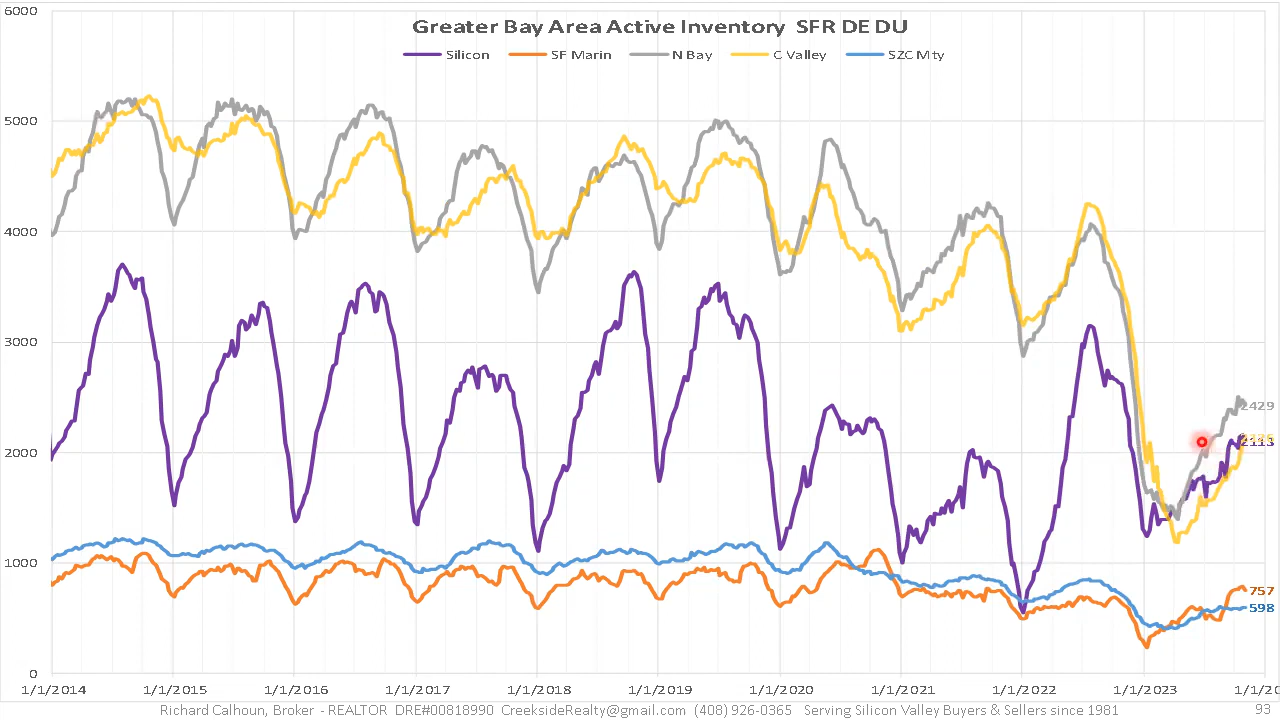 Greater Bay Area Active Inventory SFR DE DU
Silicon SF Marin N Bay C Valley SZC Mty
6000
5000
4000
3000
2000
1000
0
2429
2113
757
598
1/1/2014 1/1/2015 1/1/2016 1/1/2017 1/1/2018 1/1/2019 1/1/2020 1/1/2021 1/1/2022 1/1/2023 1/1/20
Richard Calhoun, Broker - REALTOR DRE#00818990 CreeksideRealty@gmail.com (408) 926-0365 Serving Silicon Valley Buyers & Sellers since 1981 93